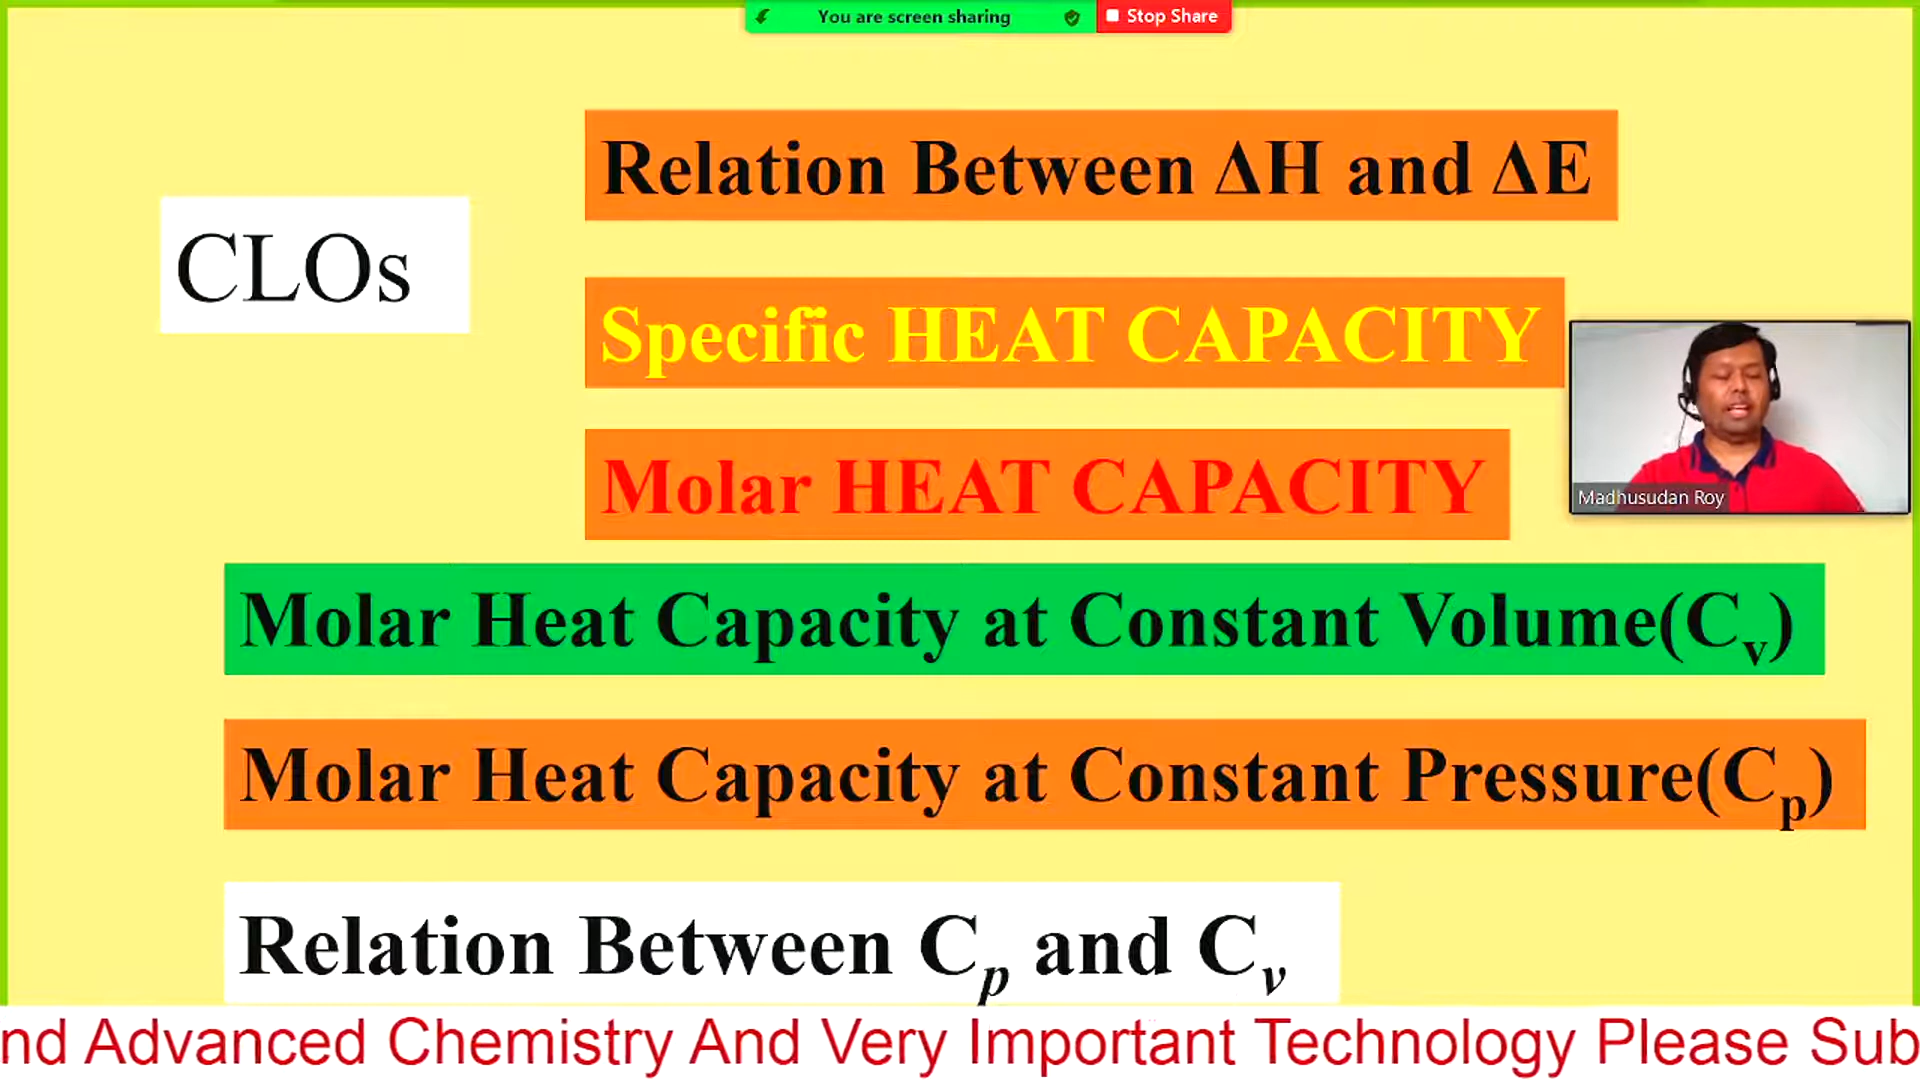 You are screen sharing
Stop Share
Relation Between ΔH and ΔE
CLOs
Specific HEAT CAPACITY
Molar HEAT CAPACITY
Madhusudan Roy
Molar Heat Capacity at Constant Volume(Cv)
Molar Heat Capacity at Constant Pressure(Cp)
Relation Between Cp and Cv
nd Advanced Chemistry And Very Important Technology Please Sub